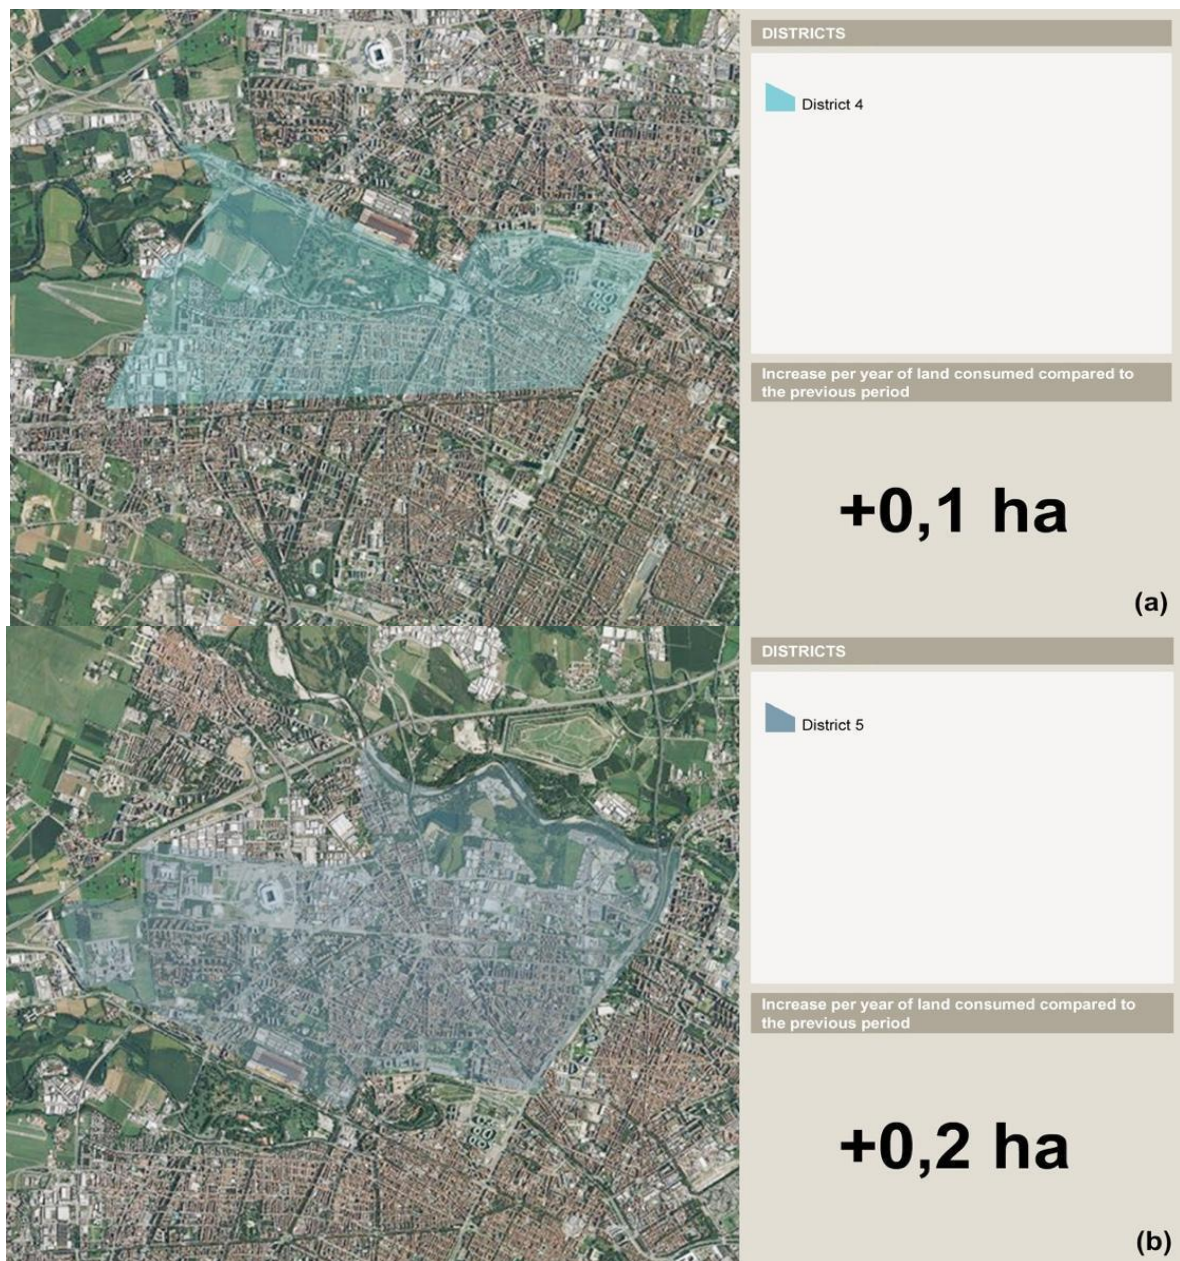 DISTRICTS
District 4
Increase per year of land consumed compared to
the previous period
+0,1 ha
(a)
DISTRICTS
District 5
Increase per year of land consumed compared to
the previous period
+0,2 ha
(b)